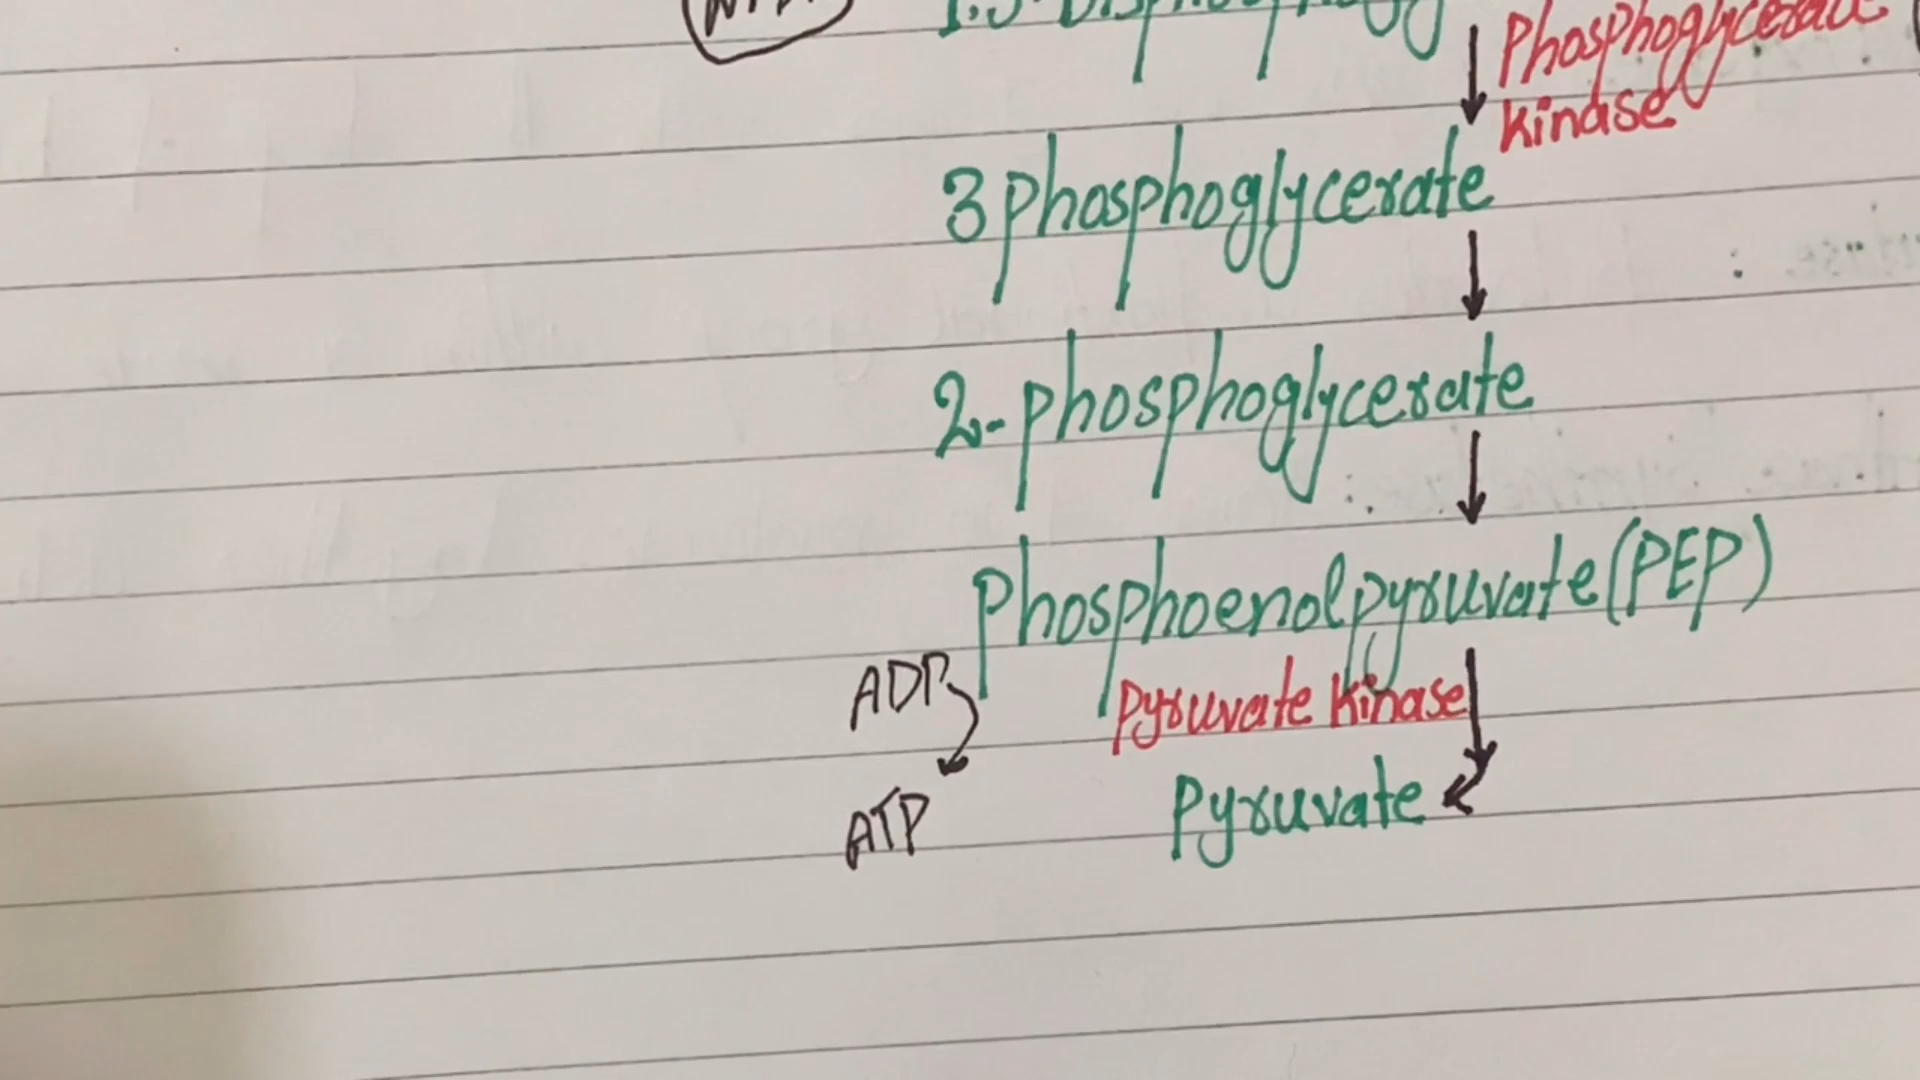 Phosphoglycerate
Kinase
3 phosphoglycerate
2-phosphoglycerate
Phosphoenolpyruvate (PEP)
ADP
Pyruvate Kinase
Pyruvate
ATP